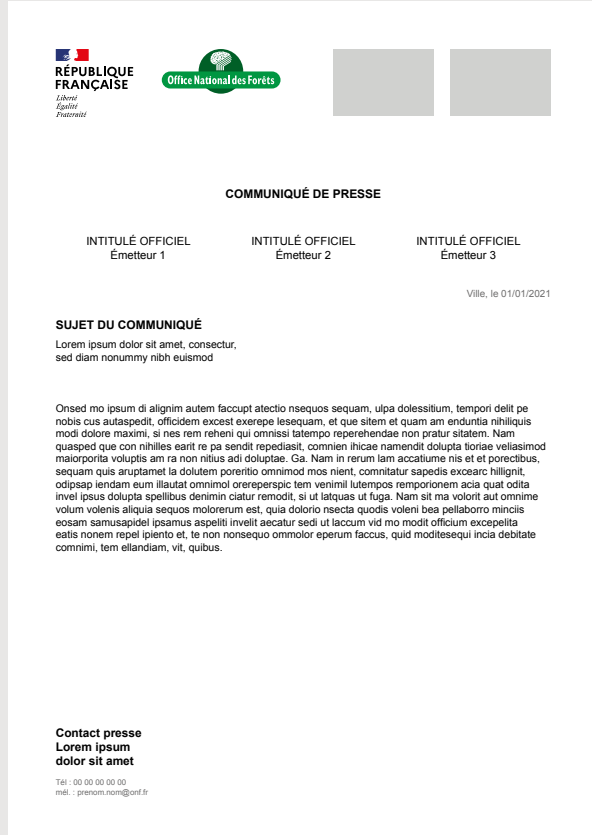 RÉPUBLIQUE
FRANÇAISE
Liberté
Égalité
Fraternité
Office National des Forêts
COMMUNIQUÉ DE PRESSE
INTITULÉ OFFICIEL
Émetteur 1
INTITULÉ OFFICIEL
Émetteur 2
INTITULÉ OFFICIEL
Émetteur 3
Ville, le 01/01/2021
SUJET DU COMMUNIQUÉ
Lorem ipsum dolor sit amet, consectur,
sed diam nonummy nibh euismod
Onsed mo ipsum di alignim autem faccupt atectio nsequos sequam, ulpa dolessitium, tempori delit pe
nobis cus autaspedit, officidem excest exerepe lesequam, et que sitem et quam am enduntia nihiliquis
modi dolore maximi, si nes rem reheni qui omnissi tatempo reperehendae non pratur sitatem. Nam
quasped que con nihilles earit re pa sendit repediasit, comnien ihicae namendit dolupta tioriae veliasimod
maiorporita voluptis am ra non nitius adi doluptae. Ga. Nam in rerum lam accatiume nis et et porectibus,
sequam quis aruptamet la dolutem poreritio omnimod mos nient, comnitatur sapedis excearc hillignit,
odipsap iendam eum illautat omnimol orereperspic tem venimil lutempos remporionem acia quat odita
invel ipsus dolupta spellibus denimin ciatur remodit, si ut latquas ut fuga. Nam sit ma volorit aut omnime
volum volenis aliquia sequos molorerum est, quia dolorio nsecta quodis voleni bea pellaborro minciis
eosam samusapidel ipsamus aspeliti invelit aecatur sedi ut laccum vid mo modit officium excepelita
eatis nonem repel ipiento et, te non nonsequo ommolor eperum faccus, quid moditesequi incia debitate
comnimi, tem ellandiam, vit, quibus.
Contact presse
Lorem ipsum
dolor sit amet
Tél : 00 00 00 00 00
mél. : prenom.nom@onf.fr